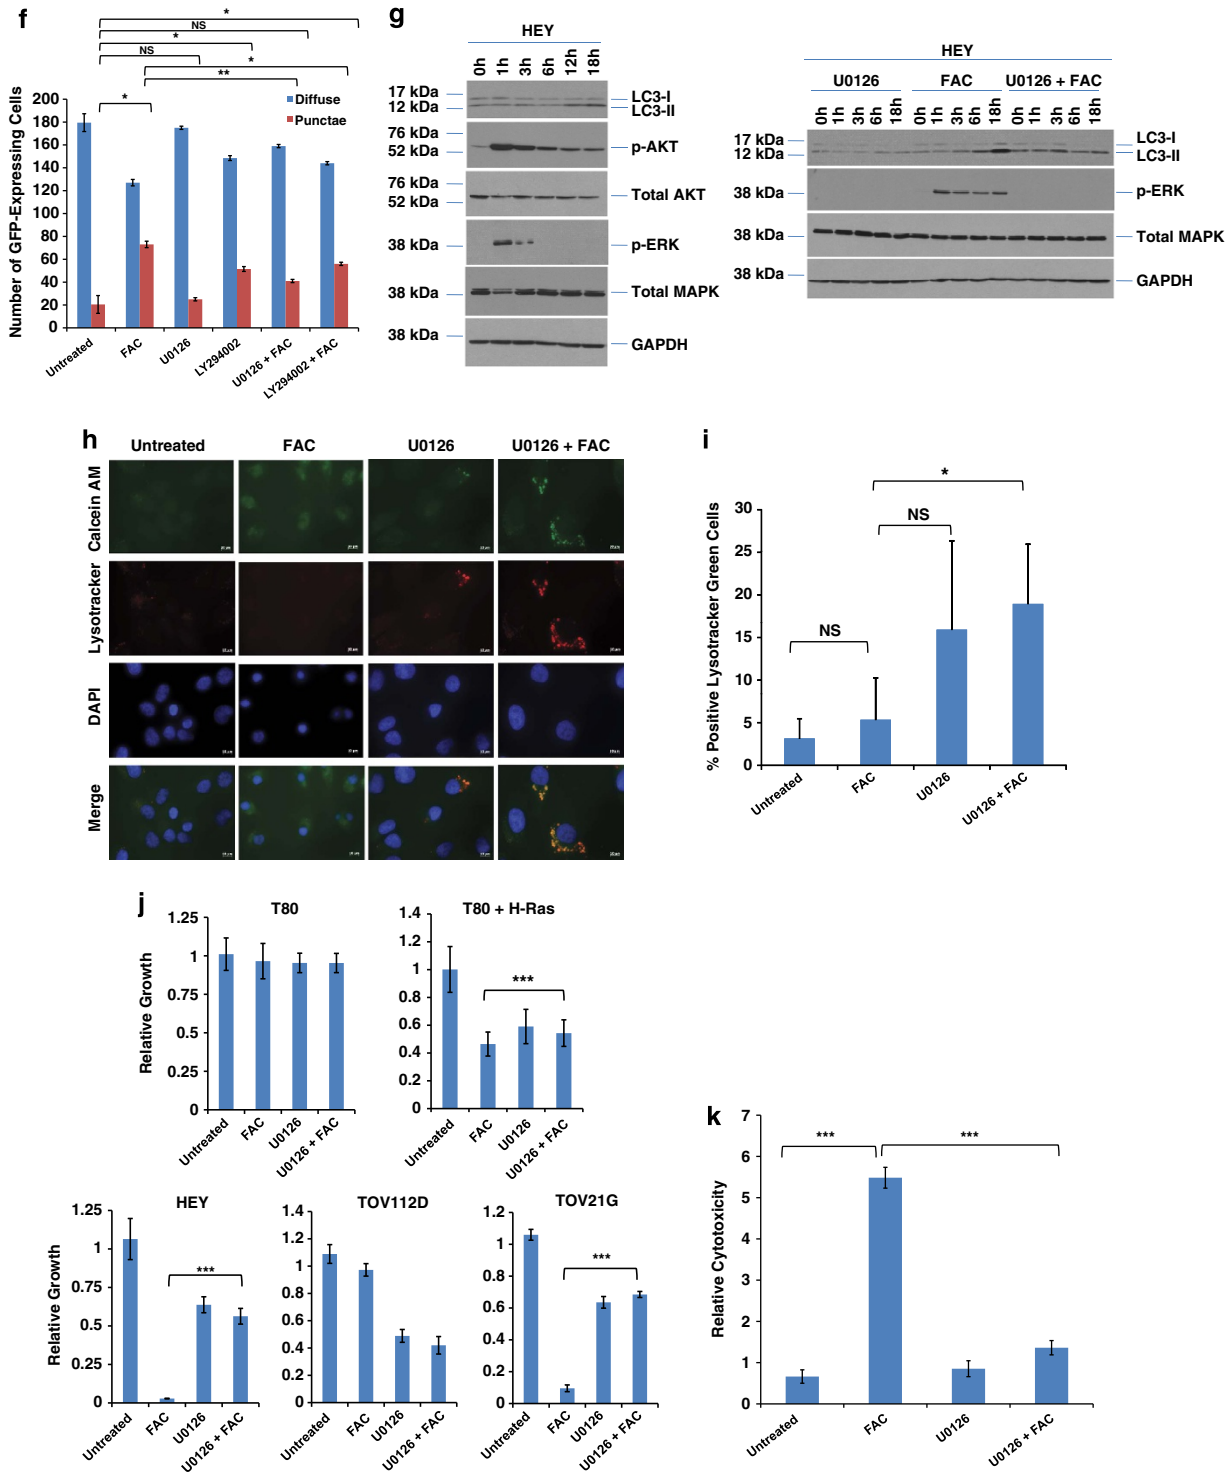 f
*
NS
*
NS
*
**
*
Number of GFP-Expressing Cells
200
180
160
140
120
100
80
60
40
20
0
Diffuse
Punctae
Untreated
FAC
U0126
LY294002
U0126 + FAC
LY294002 + FAC
g
HEY
0h 1h 3h 6h 12h 18h
17 kDa
12 kDa
LC3-I
LC3-II
76 kDa
52 kDa
p-AKT
76 kDa
52 kDa
Total AKT
38 kDa
p-ERK
38 kDa
Total MAPK
38 kDa
GAPDH
HEY
U0126 FAC U0126 + FAC
0h 1h 3h 6h 18h 0h 1h 3h 6h 18h 0h 1h 3h 6h 18h
17 kDa
12 kDa
LC3-I
LC3-II
38 kDa
p-ERK
38 kDa
Total MAPK
38 kDa
GAPDH
h
Untreated FAC U0126 U0126 + FAC
Calcein AM
Lysotracker
DAPI
Merge
i
*
NS
NS
% Positive Lysotracker Green Cells
30
25
20
15
10
5
0
Untreated
FAC
U0126
U0126 + FAC
j
T80
Relative Growth
1.25
1
0.75
0.5
0.25
0
Untreated
FAC
U0126
U0126 + FAC
T80 + H-Ras
1.4
1.2
1
0.8
0.6
0.4
0.2
0
***
Untreated
FAC
U0126
U0126 + FAC
HEY
Relative Growth
1.25
1
0.75
0.5
0.25
0
***
Untreated
FAC
U0126
U0126 + FAC
TOV112D
1.4
1.2
1
0.8
0.6
0.4
0.2
0
Untreated
FAC
U0126
U0126 + FAC
TOV21G
1.2
1
0.8
0.6
0.4
0.2
0
***
Untreated
FAC
U0126
U0126 + FAC
k
Relative Cytotoxicity
7
6
5
4
3
2
1
0
***
***
Untreated
FAC
U0126
U0126 + FAC